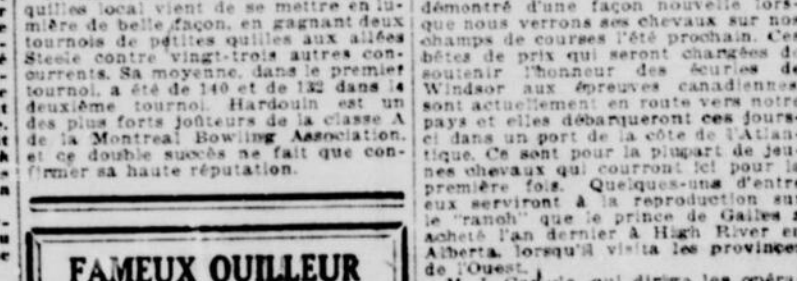 quilles local vient de se mettre en lu-
mière de belle façon, en gagnant deux
tournois de petites quilles aux allées
Steele contre vingt-trois autres con-
currents. Sa moyenne, dans le premier
tournoi, a été de 140 et de 132 dans le
deuxième tournoi. Hardouin est un
des plus forts joûteurs de la classe A
de la Montreal Bowling Association,
et ce double succès ne fait que con-
firmer sa haute réputation.
FAMEUX QUILLEUR
démontré d'une façon nouvelle lors-
que nous verrons ses chevaux sur nos
champs de courses l'été prochain. Ces
bêtes de prix qui seront chargées de
soutenir l'honneur des écuries de
Windsor aux épreuves canadiennes
sont actuellement en route vers notre
pays et elles débarqueront ces jours-
ci dans un port de la côte de l'Atlan-
tique. Ce sont pour la plupart de jeu-
nes chevaux qui courront ici pour la
première fois. Quelques-uns d'entre
eux serviront à la reproduction sur
le "ranch" que le prince de Galles a
acheté l'an dernier à High River en
Alberta, lorsqu'il visita les provinces
de l'Ouest.
qui dirige les opéra-